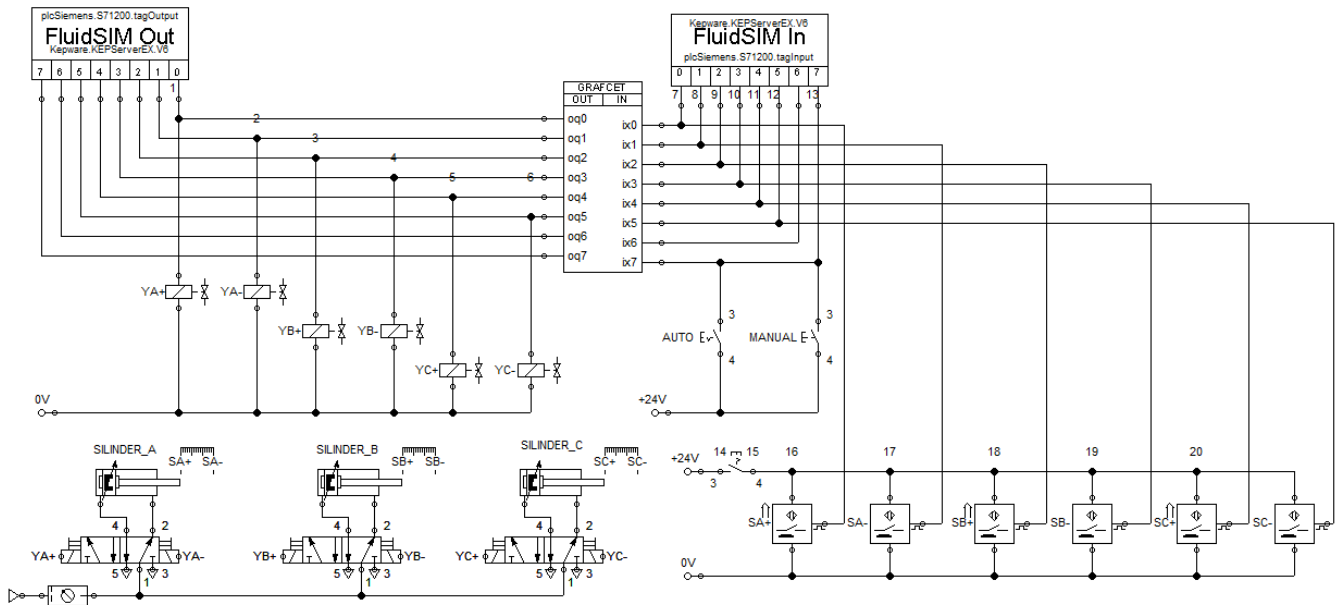 plcSiemens.S71200.tagOutput
FluidSIM Out
Kepware.KEPServerEX.V6
7 6 5 4 3 2 1 0
1
Kepware.KEPServerEX.V6
FluidSIM In
plcSiemens.S71200.tagInput
0 1 2 3 4 5 6 7
7 8 9 10 11 12 13
GRAFCET
OUT IN
2 oq0 ix0
3 oq1 ix1
4 oq2 ix2
oq3 ix3
5 6 oq4 ix4
oq5 ix5
oq6 ix6
oq7 ix7
YA+ YA-
YB+ YB-
YC+ YC-
3 3
AUTO MANUAL
4 4
0V
+24V
SILINDER_A SA+ SA-
SILINDER_B SB+ SB-
SILINDER_C SC+ SC-
4 2 4 2 4 2
YA+ YA- YB+ YB- YC+ YC-
5 3 5 3 5 3
1 1 1
+24V 14 15 16 17 18 19 20
3 4
SA+ SA- SB+ SB- SC+ SC-
0V